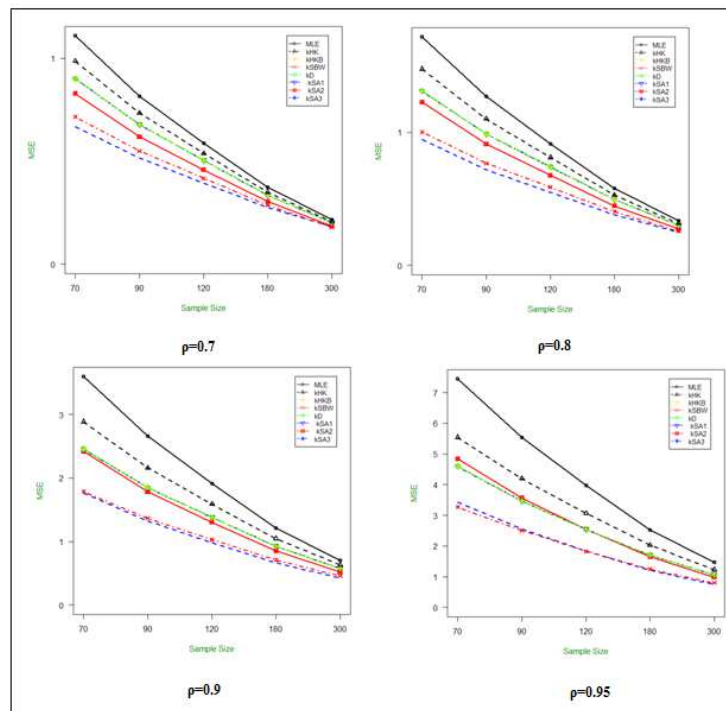 MLE
kHK
kHKB
kSBW
kD
kSA1
kSA2
kSA3
1
0
MSE
70 90 120 180 300
Sample Size
ρ=0.7
MLE
kHK
kHKB
kSBW
kD
kSA1
kSA2
kSA3
1
0
MSE
70 90 120 180 300
Sample Size
ρ=0.8
MLE
kHK
kHKB
kSBW
kD
kSA1
kSA2
kSA3
3
2
1
0
MSE
70 90 120 180 300
Sample Size
ρ=0.9
MLE
kHK
kHKB
kSBW
kD
kSA1
kSA2
kSA3
7
6
5
4
3
2
1
0
MSE
70 90 120 180 300
Sample Size
ρ=0.95